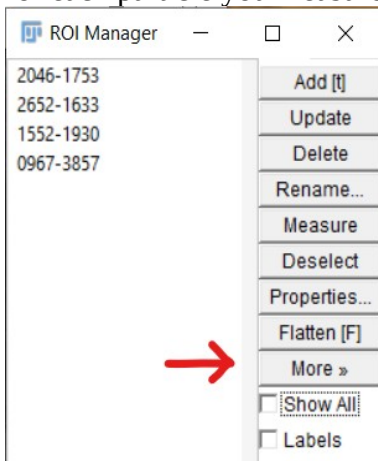 ROI Manager
2046-1753
2652-1633
1552-1930
0967-3857
Add [t]
Update
Delete
Rename...
Measure
Deselect
Properties...
Flatten [F]
More »
Show All
Labels